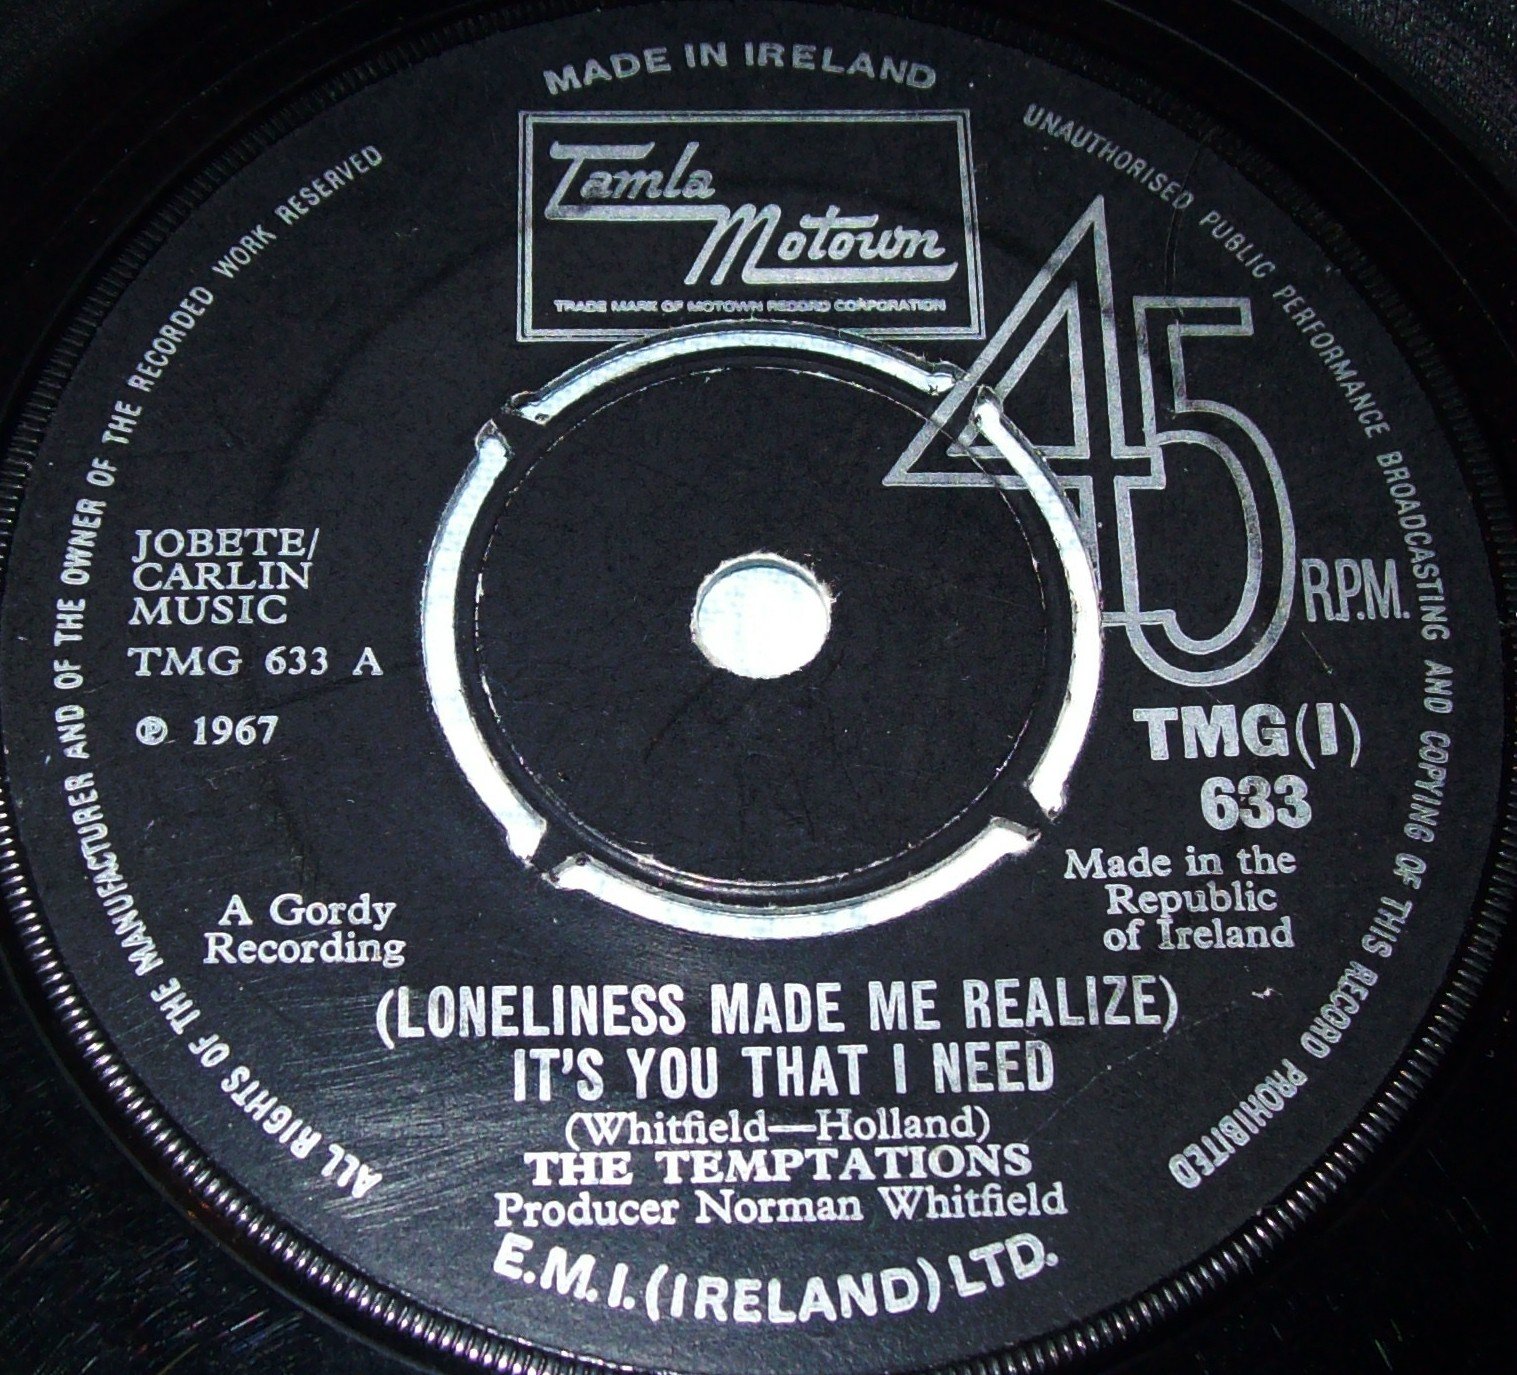 MADE IN IRELAND
Tamla
Motown
TRADE MARK OF MOTOWN RECORD CORPORATION
UNAUTHORISED PUBLIC PERFORMANCE BROADCASTING AND COPYING OF THIS RECORD PROHIBITED
ALL RIGHTS OF THE MANUFACTURER AND OF THE OWNER OF THE RECORDED WORK RESERVED
45
R.P.M.
JOBETE/
CARLIN
MUSIC
TMG 633 A
℗ 1967
TMG(I)
633
Made in the
Republic
of Ireland
A Gordy
Recording
(LONELINESS MADE ME REALIZE)
IT'S YOU THAT I NEED
(Whitfield—Holland)
THE TEMPTATIONS
Producer Norman Whitfield
E.M.I. (IRELAND) LTD.